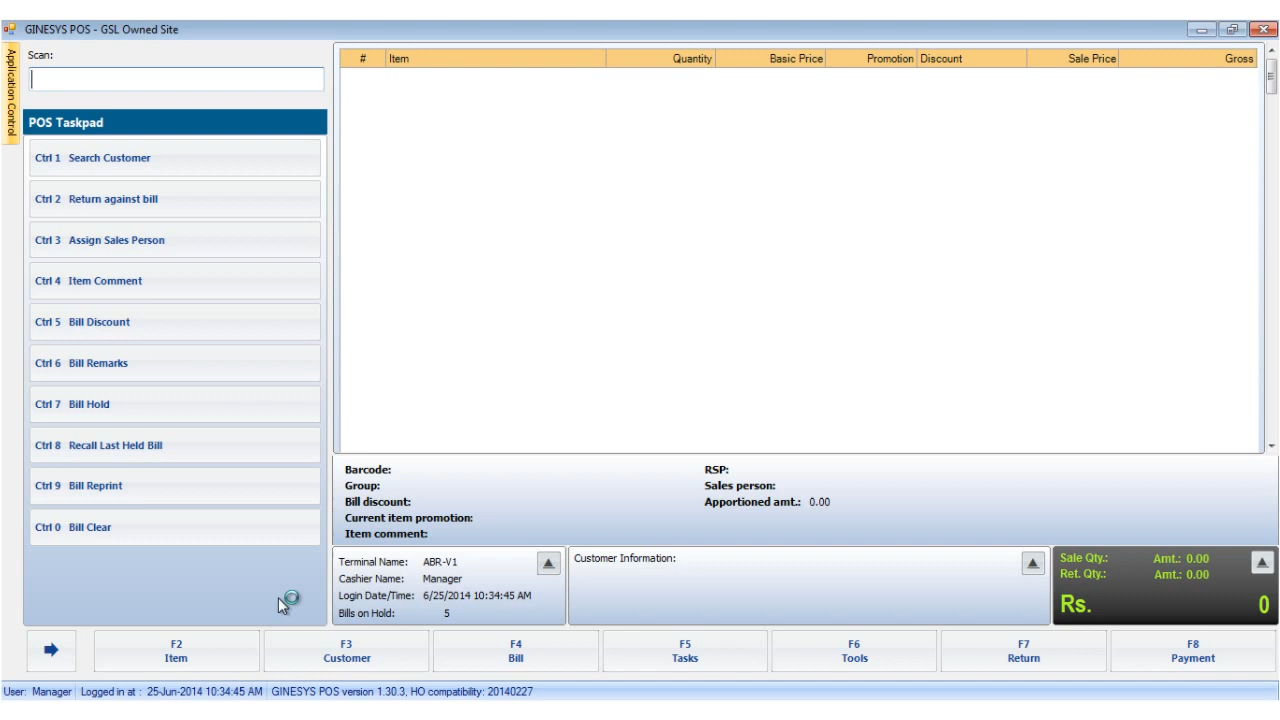 GINESYS POS - GSL Owned Site
Application Control
Scan:
# Item Quantity Basic Price Promotion Discount Sale Price Gross
POS Taskpad
Ctrl 1 Search Customer
Ctrl 2 Return against bill
Ctrl 3 Assign Sales Person
Ctrl 4 Item Comment
Ctrl 5 Bill Discount
Ctrl 6 Bill Remarks
Ctrl 7 Bill Hold
Ctrl 8 Recall Last Held Bill
Ctrl 9 Bill Reprint
Ctrl 0 Bill Clear
Barcode: RSP:
Group: Sales person:
Bill discount: Apportioned amt.: 0.00
Current item promotion:
Item comment:
Terminal Name: ABR-V1
Cashier Name: Manager
Login Date/Time: 6/25/2014 10:34:45 AM
Bills on Hold: 5
Customer Information:
Sale Qty.: Amt.: 0.00
Ret. Qty.: Amt.: 0.00
Rs. 0
F2 F3 F4 F5 F6 F7 F8
Item Customer Bill Tasks Tools Return Payment
User: Manager Logged in at : 25-Jun-2014 10:34:45 AM GINESYS POS version 1.30.3, HO compatibility: 20140227